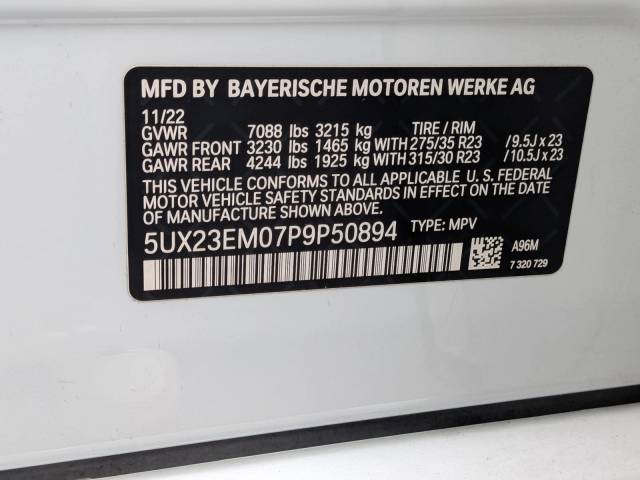 MFD BY BAYERISCHE MOTOREN WERKE AG
11/22
GVWR 7088 lbs 3215 kg TIRE / RIM
GAWR FRONT 3230 lbs 1465 kg WITH 275/35 R23 /9.5J x 23
GAWR REAR 4244 lbs 1925 kg WITH 315/30 R23 /10.5J x 23
THIS VEHICLE CONFORMS TO ALL APPLICABLE U. S. FEDERAL
MOTOR VEHICLE SAFETY STANDARDS IN EFFECT ON THE DATE
OF MANUFACTURE SHOWN ABOVE.
5UX23EM07P9P50894 TYPE: MPV
A96M
7 320 729